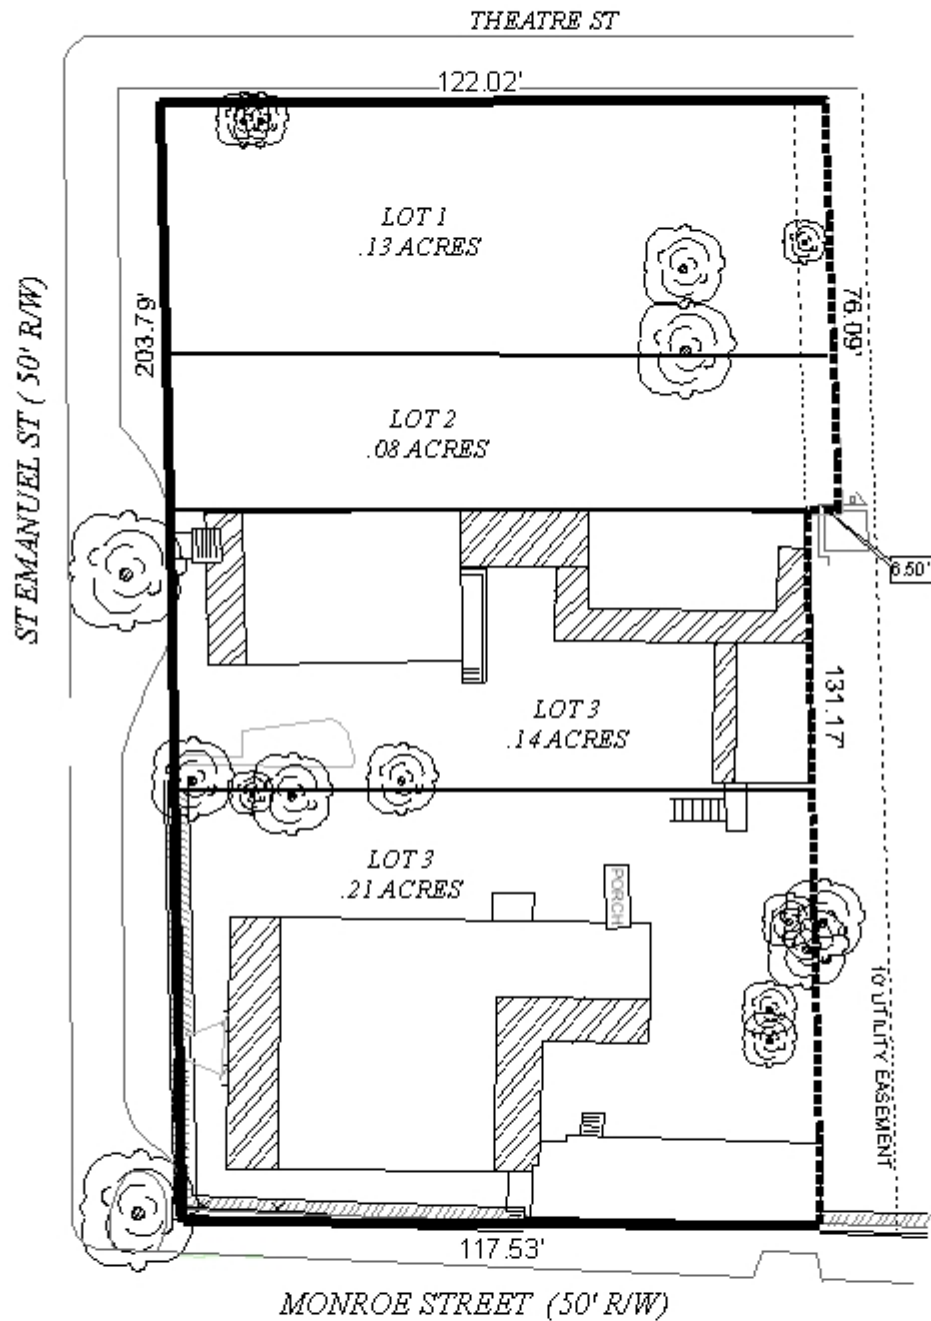 THEATRE ST
122.02'
LOT 1
.13 ACRES
76.09'
203.79'
ST EMANUEL ST ( 50' R/W)
LOT 2
.08 ACRES
6.50'
131.17'
LOT 3
.14 ACRES
LOT 3
.21 ACRES
PORCH
10' UTILITY EASEMENT
117.53'
MONROE STREET (50' R/W)